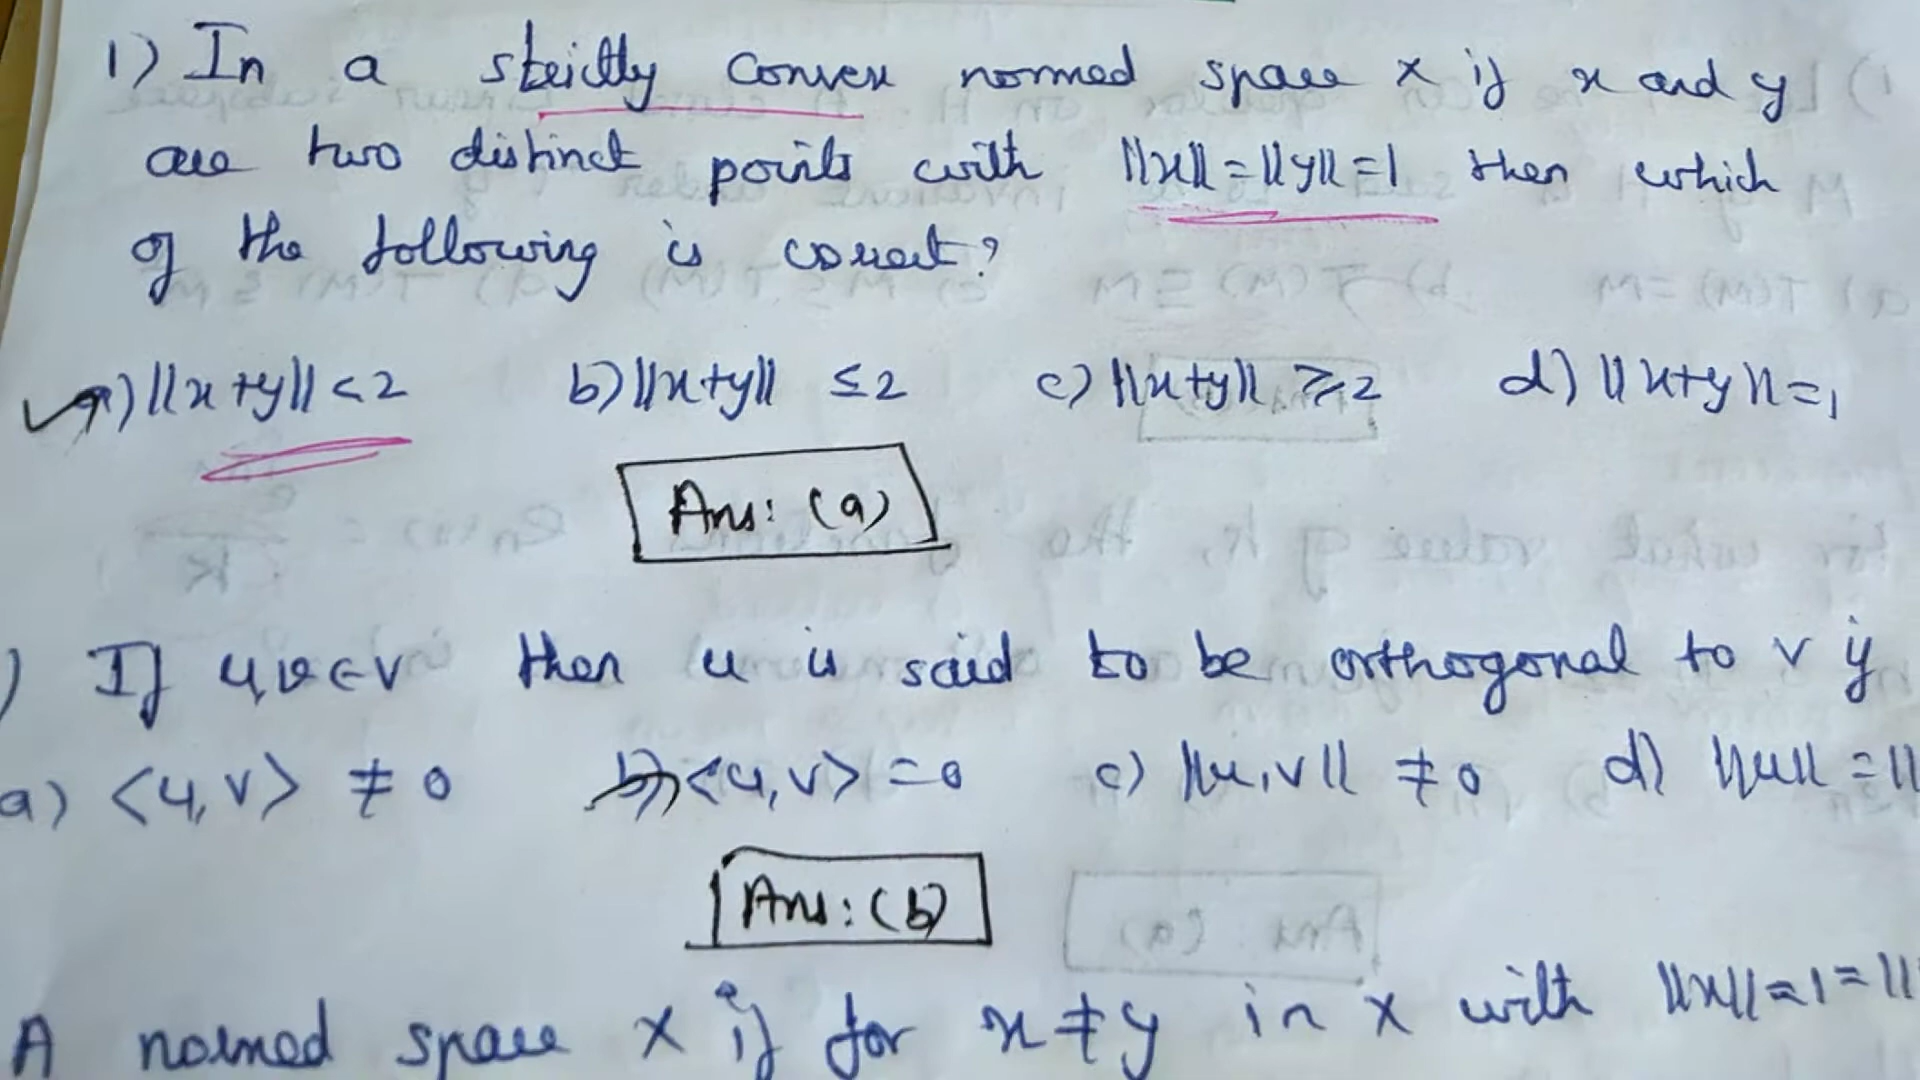 1) In a strictly convex normed space X if x and y
are two distinct points with ||x|| = ||y|| = 1 then which
of the following is correct?
a) ||x+y|| < 2 b) ||x+y|| ≤ 2 c) ||x+y|| ≥ 2 d) ||x+y|| = 1
Ans: (a)
) If u, v ∈ V then u is said to be orthogonal to v if
a) <u, v> ≠ 0 b) <u, v> = 0 c) ||u, v|| ≠ 0 d) ||u|| = ||
Ans: (b)
A normed space X if for x ≠ y in X with ||x|| = 1 = ||